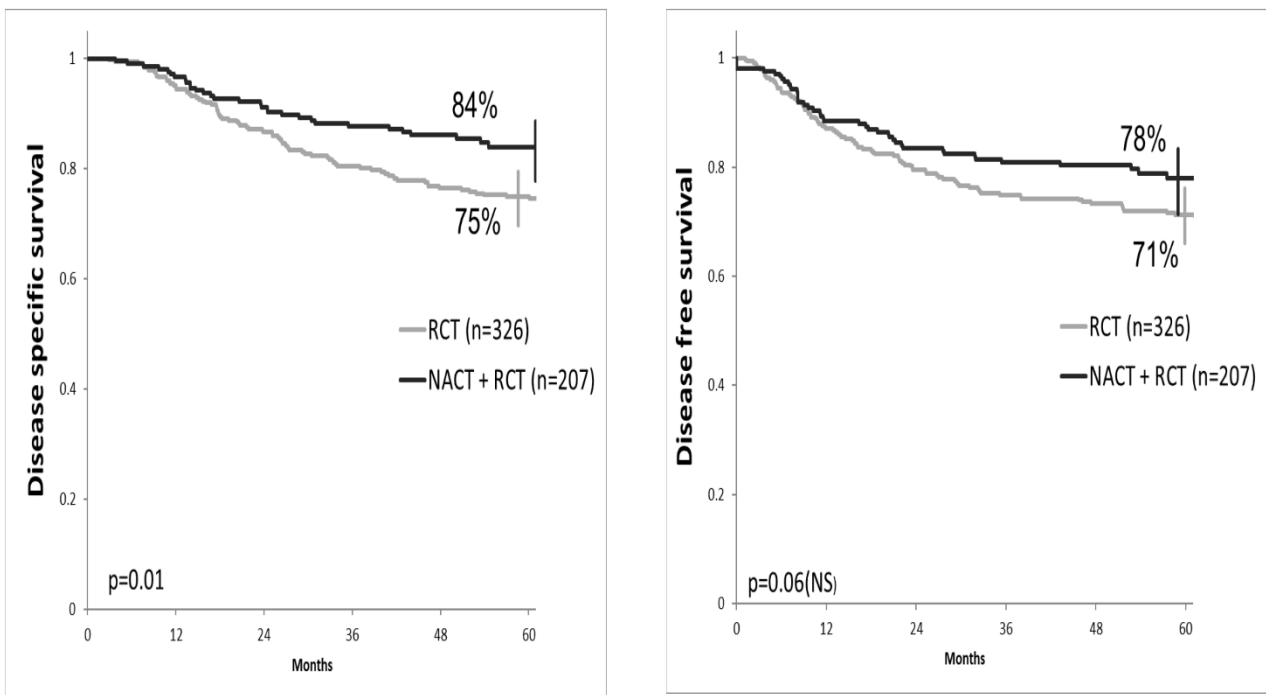 Disease specific survival
1
0.8
0.6
0.4
0.2
0
84%
75%
RCT (n=326)
NACT + RCT (n=207)
p=0.01
0 12 24 36 48 60
Months
Disease free survival
1
0.8
0.6
0.4
0.2
0
78%
71%
RCT (n=326)
NACT + RCT (n=207)
p=0.06(NS)
0 12 24 36 48 60
Months